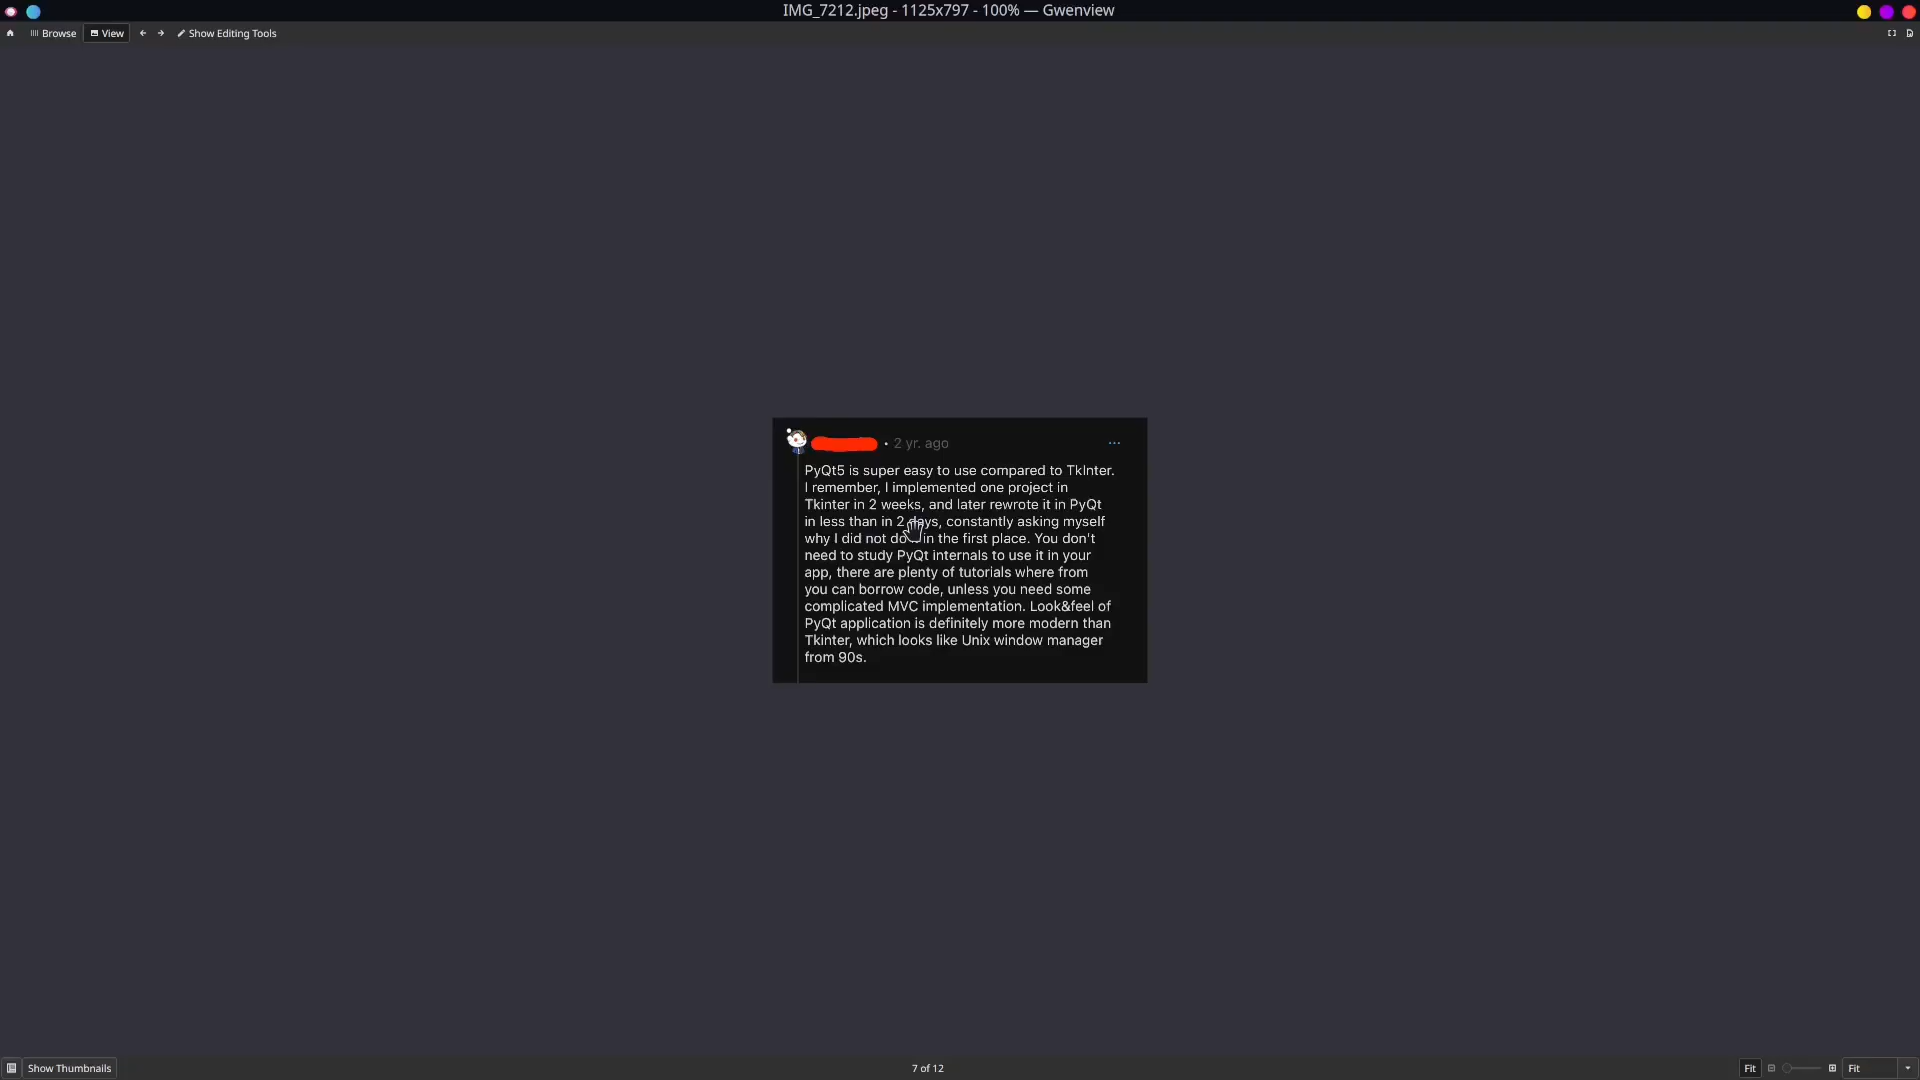 IMG_7212.jpeg - 1125x797 - 100% — Gwenview
Browse
View
Show Editing Tools
• 2 yr. ago
PyQt5 is super easy to use compared to TkInter.
I remember, I implemented one project in
Tkinter in 2 weeks, and later rewrote it in PyQt
in less than in 2 days, constantly asking myself
why I did not do it in the first place. You don't
need to study PyQt internals to use it in your
app, there are plenty of tutorials where from
you can borrow code, unless you need some
complicated MVC implementation. Look&feel of
PyQt application is definitely more modern than
Tkinter, which looks like Unix window manager
from 90s.
Show Thumbnails
7 of 12
Fit
Fit